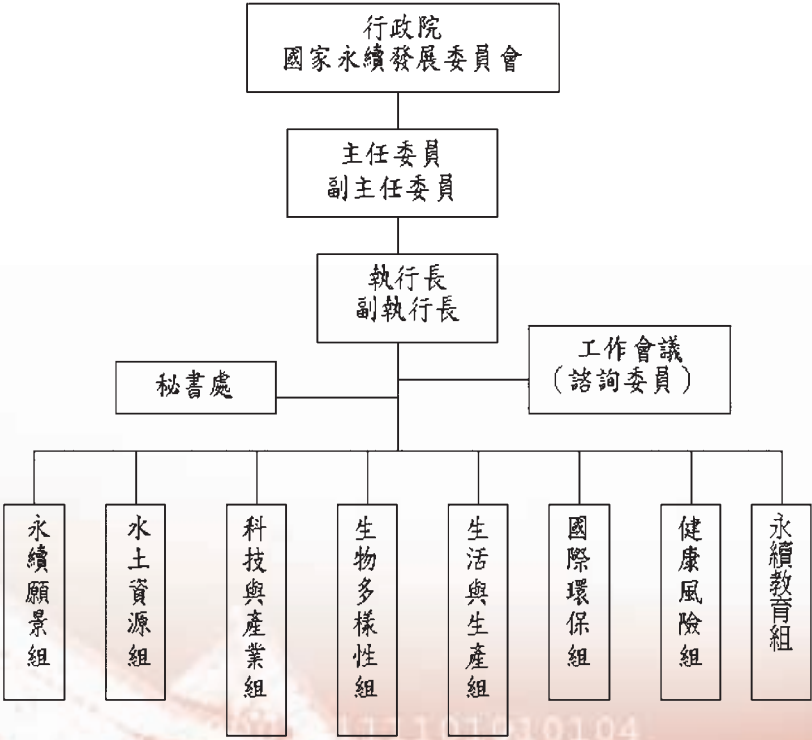 行政院
國家永續發展委員會
主任委員
副主任委員
執行長
副執行長
工作會議
（諮詢委員）
秘書處
永續願景組
水土資源組
科技與產業組
生物多樣性組
生活與生產組
國際環保組
健康風險組
永續教育組